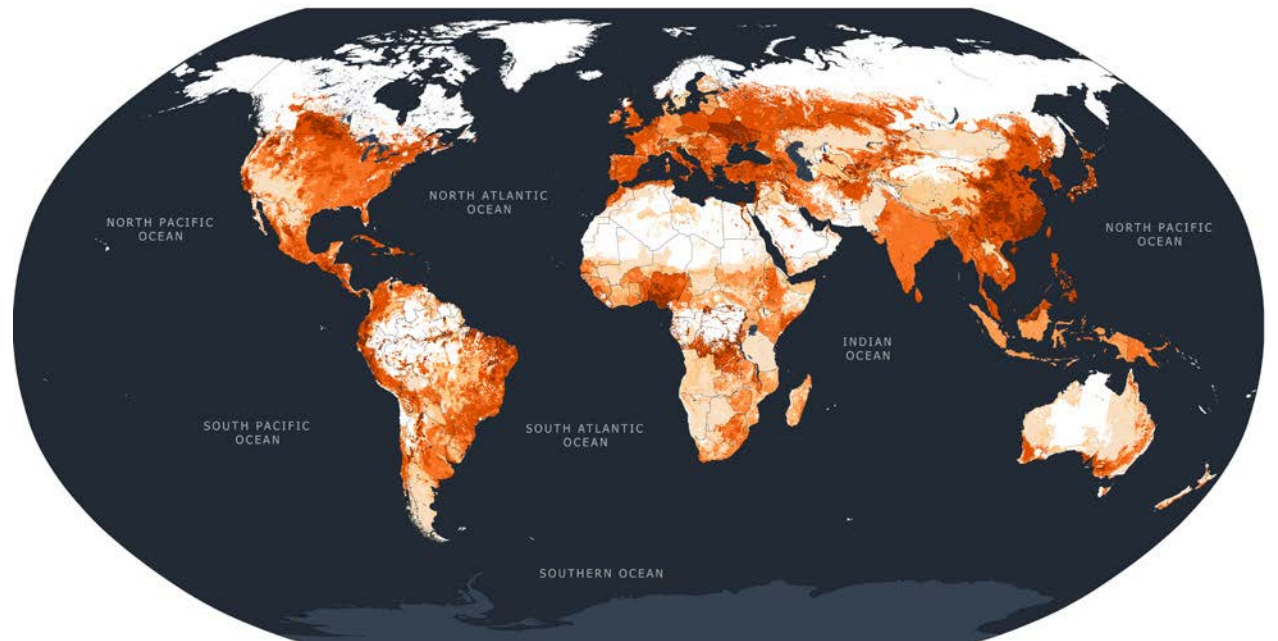 NORTH ATLANTIC
OCEAN
NORTH PACIFIC
OCEAN
NORTH PACIFIC
OCEAN
INDIAN
OCEAN
SOUTH PACIFIC
OCEAN
SOUTH ATLANTIC
OCEAN
SOUTHERN OCEAN